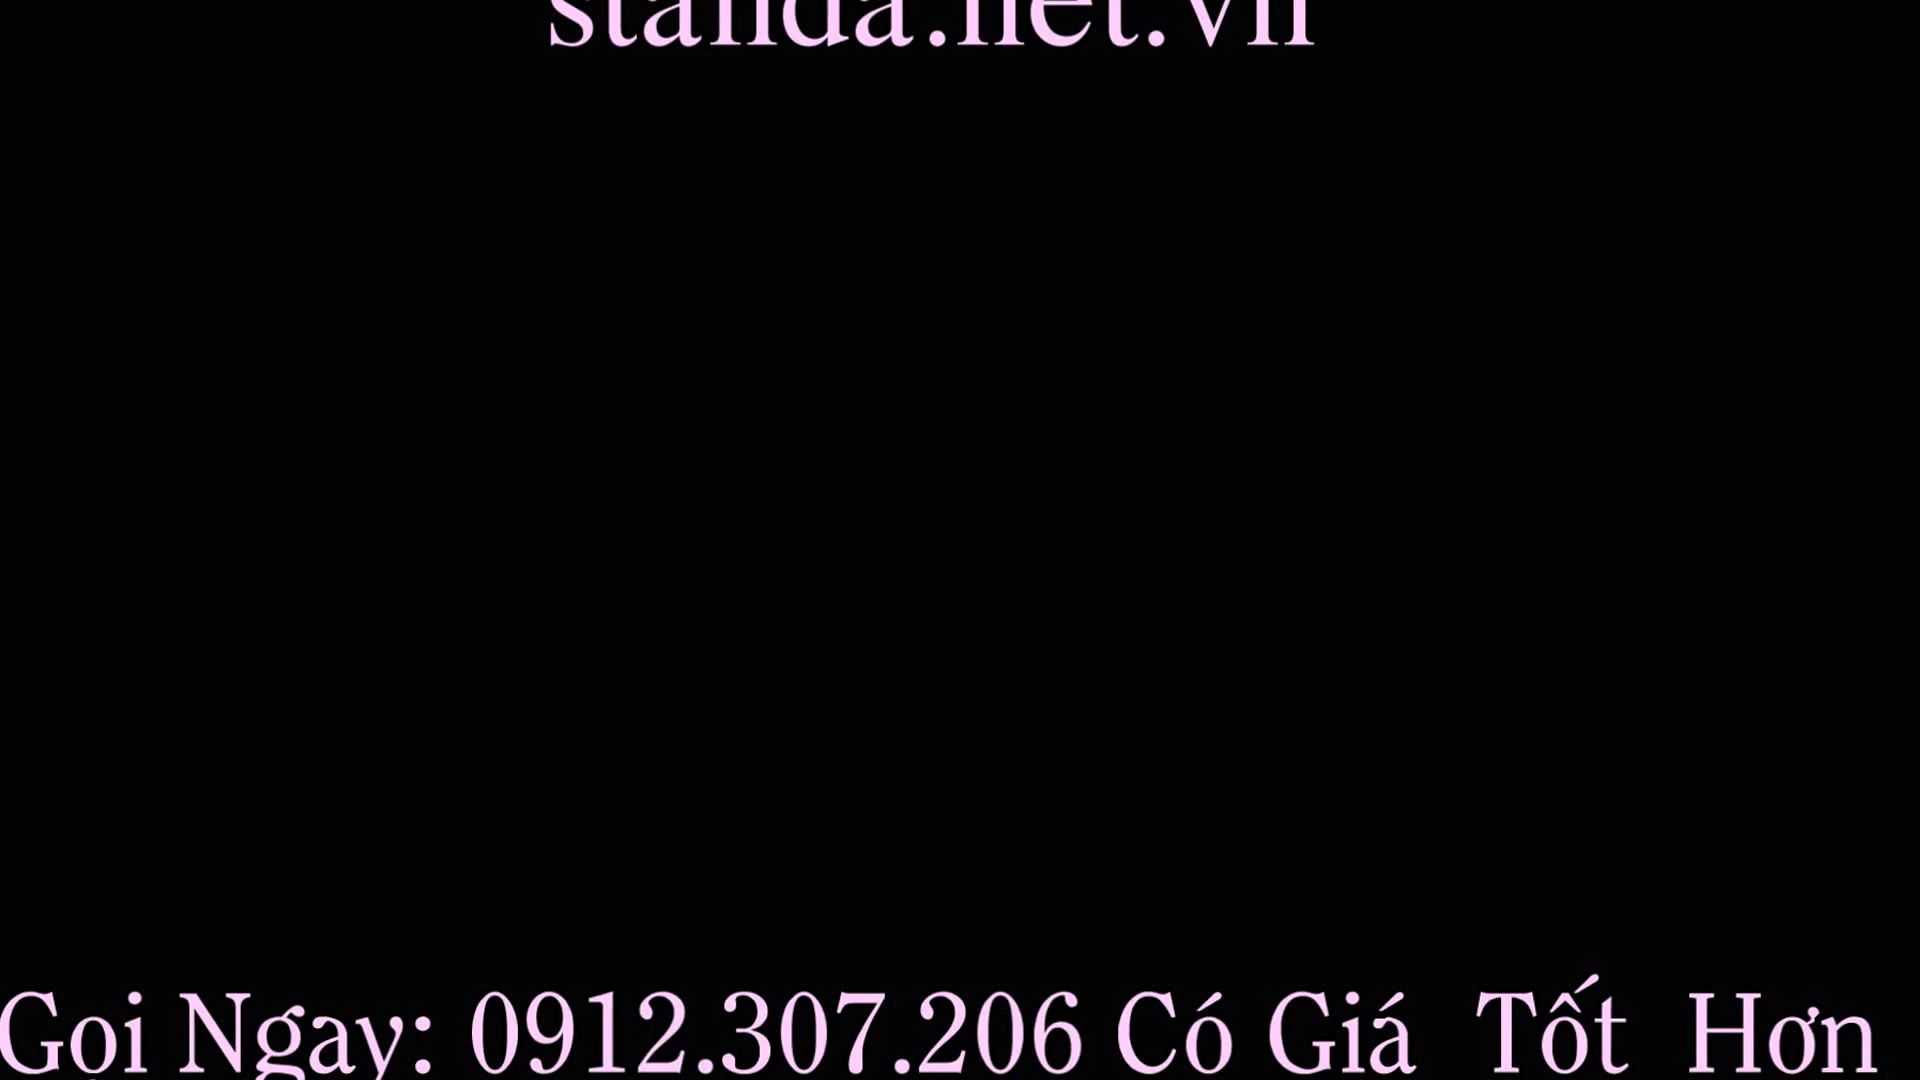 standa.net.vn
Gọi Ngay: 0912.307.206 Có Giá Tốt Hơn